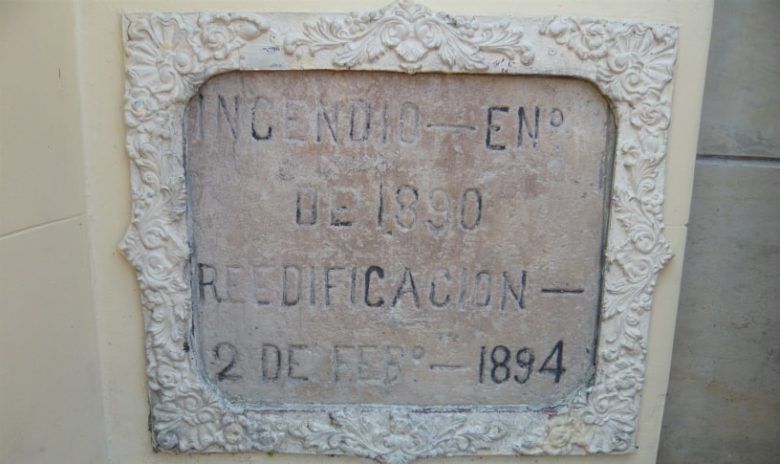 INCENDIO — ENº
DE 1890
REEDIFICACION —
2 DE FEBº. — 1894